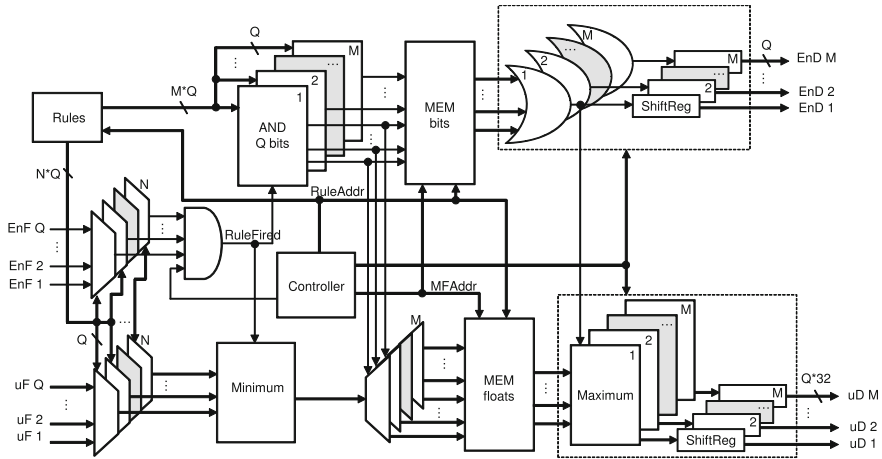 Q
M
...
2
1
AND
Q bits
M*Q
Rules
MEM
bits
M
...
2
1
M
...
2
ShiftReg
Q
EnD M
EnD 2
EnD 1
N*Q
N
EnF Q
EnF 2
EnF 1
RuleAddr
RuleFired
Controller
MFAddr
Q
...
N
uF Q
uF 2
uF 1
Minimum
M
MEM
floats
M
...
2
1
Maximum
M
...
2
ShiftReg
Q*32
uD M
uD 2
uD 1